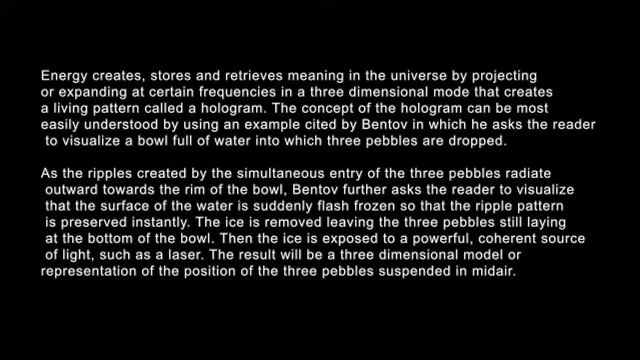 Energy creates, stores and retrieves meaning in the universe by projecting
or expanding at certain frequencies in a three dimensional mode that creates
a living pattern called a hologram. The concept of the hologram can be most
easily understood by using an example cited by Bentov in which he asks the reader
to visualize a bowl full of water into which three pebbles are dropped.
As the ripples created by the simultaneous entry of the three pebbles radiate
outward towards the rim of the bowl, Bentov further asks the reader to visualize
that the surface of the water is suddenly flash frozen so that the ripple pattern
is preserved instantly. The ice is removed leaving the three pebbles still laying
at the bottom of the bowl. Then the ice is exposed to a powerful, coherent source
of light, such as a laser. The result will be a three dimensional model or
representation of the position of the three pebbles suspended in midair.